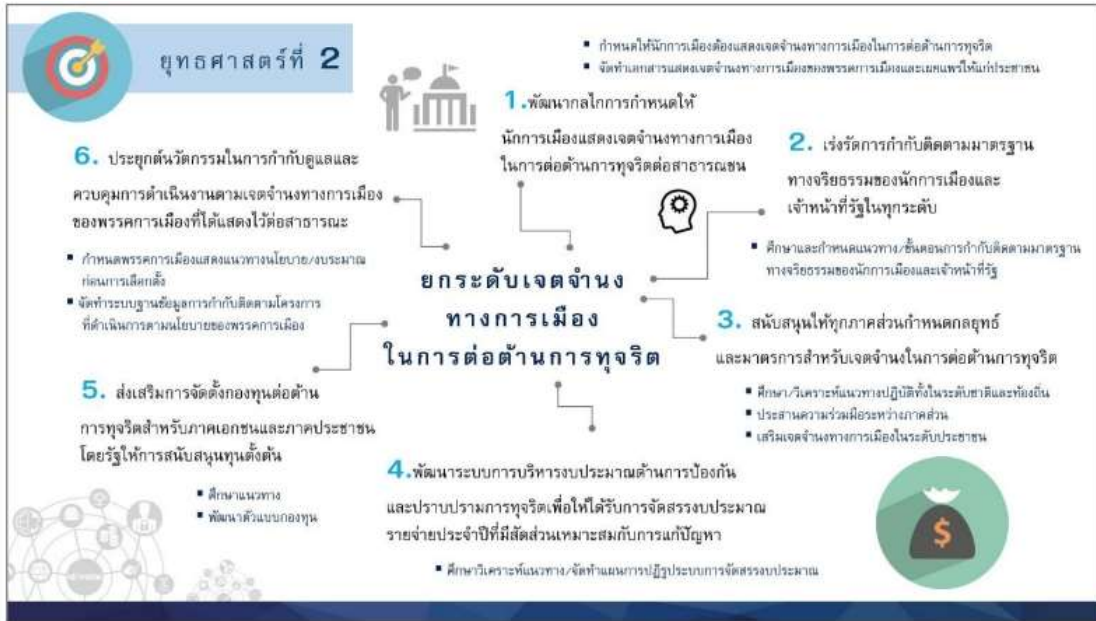 ยุทธศาสตร์ที่ 2
▪ กำหนดให้นักการเมืองต้องแสดงเจตจำนงทางการเมืองในการต่อต้านการทุจริต
▪ จัดทำเอกสารแสดงเจตจำนงทางการเมืองของพรรคการเมืองและเผยแพร่ให้แก่ประชาชน
1.พัฒนากลไกการกำหนดให้
นักการเมืองแสดงเจตจำนงทางการเมือง
ในการต่อต้านการทุจริตต่อสาธารณชน
2. เร่งรัดการกำกับติดตามมาตรฐาน
ทางจริยธรรมของนักการเมืองและ
เจ้าหน้าที่รัฐในทุกระดับ
▪ ศึกษาและกำหนดแนวทาง/ขั้นตอนการกำกับติดตามมาตรฐาน
ทางจริยธรรมของนักการเมืองและเจ้าหน้าที่รัฐ
ยกระดับเจตจำนง
ทางการเมือง
ในการต่อต้านการทุจริต
3. สนับสนุนให้ทุกภาคส่วนกำหนดกลยุทธ์
และมาตรการสำหรับเจตจำนงในการต่อต้านการทุจริต
▪ ศึกษา/วิเคราะห์แนวทางปฏิบัติทั้งในระดับชาติและท้องถิ่น
▪ ประสานความร่วมมือระหว่างภาคส่วน
▪ เสริมเจตจำนงทางการเมืองในระดับประชาชน
4.พัฒนาระบบการบริหารงบประมาณด้านการป้องกัน
และปราบปรามการทุจริตเพื่อให้ได้รับการจัดสรรงบประมาณ
รายจ่ายประจำปีที่มีสัดส่วนเหมาะสมกับการแก้ปัญหา
▪ ศึกษาวิเคราะห์แนวทาง/จัดทำแผนการปฏิรูประบบการจัดสรรงบประมาณ
5. ส่งเสริมการจัดตั้งกองทุนต่อต้าน
การทุจริตสำหรับภาคเอกชนและภาคประชาชน
โดยรัฐให้การสนับสนุนทุนตั้งต้น
▪ ศึกษาแนวทาง
▪ พัฒนาตัวแบบกองทุน
6. ประยุกต์นวัตกรรมในการกำกับดูแลและ
ควบคุมการดำเนินงานตามเจตจำนงทางการเมือง
ของพรรคการเมืองที่ได้แสดงไว้ต่อสาธารณะ
▪ กำหนดพรรคการเมืองแสดงแนวทางนโยบาย/งบประมาณ
ก่อนการเลือกตั้ง
▪ จัดทำระบบฐานข้อมูลการกำกับติดตามโครงการ
ที่ดำเนินการตามนโยบายของพรรคการเมือง
$